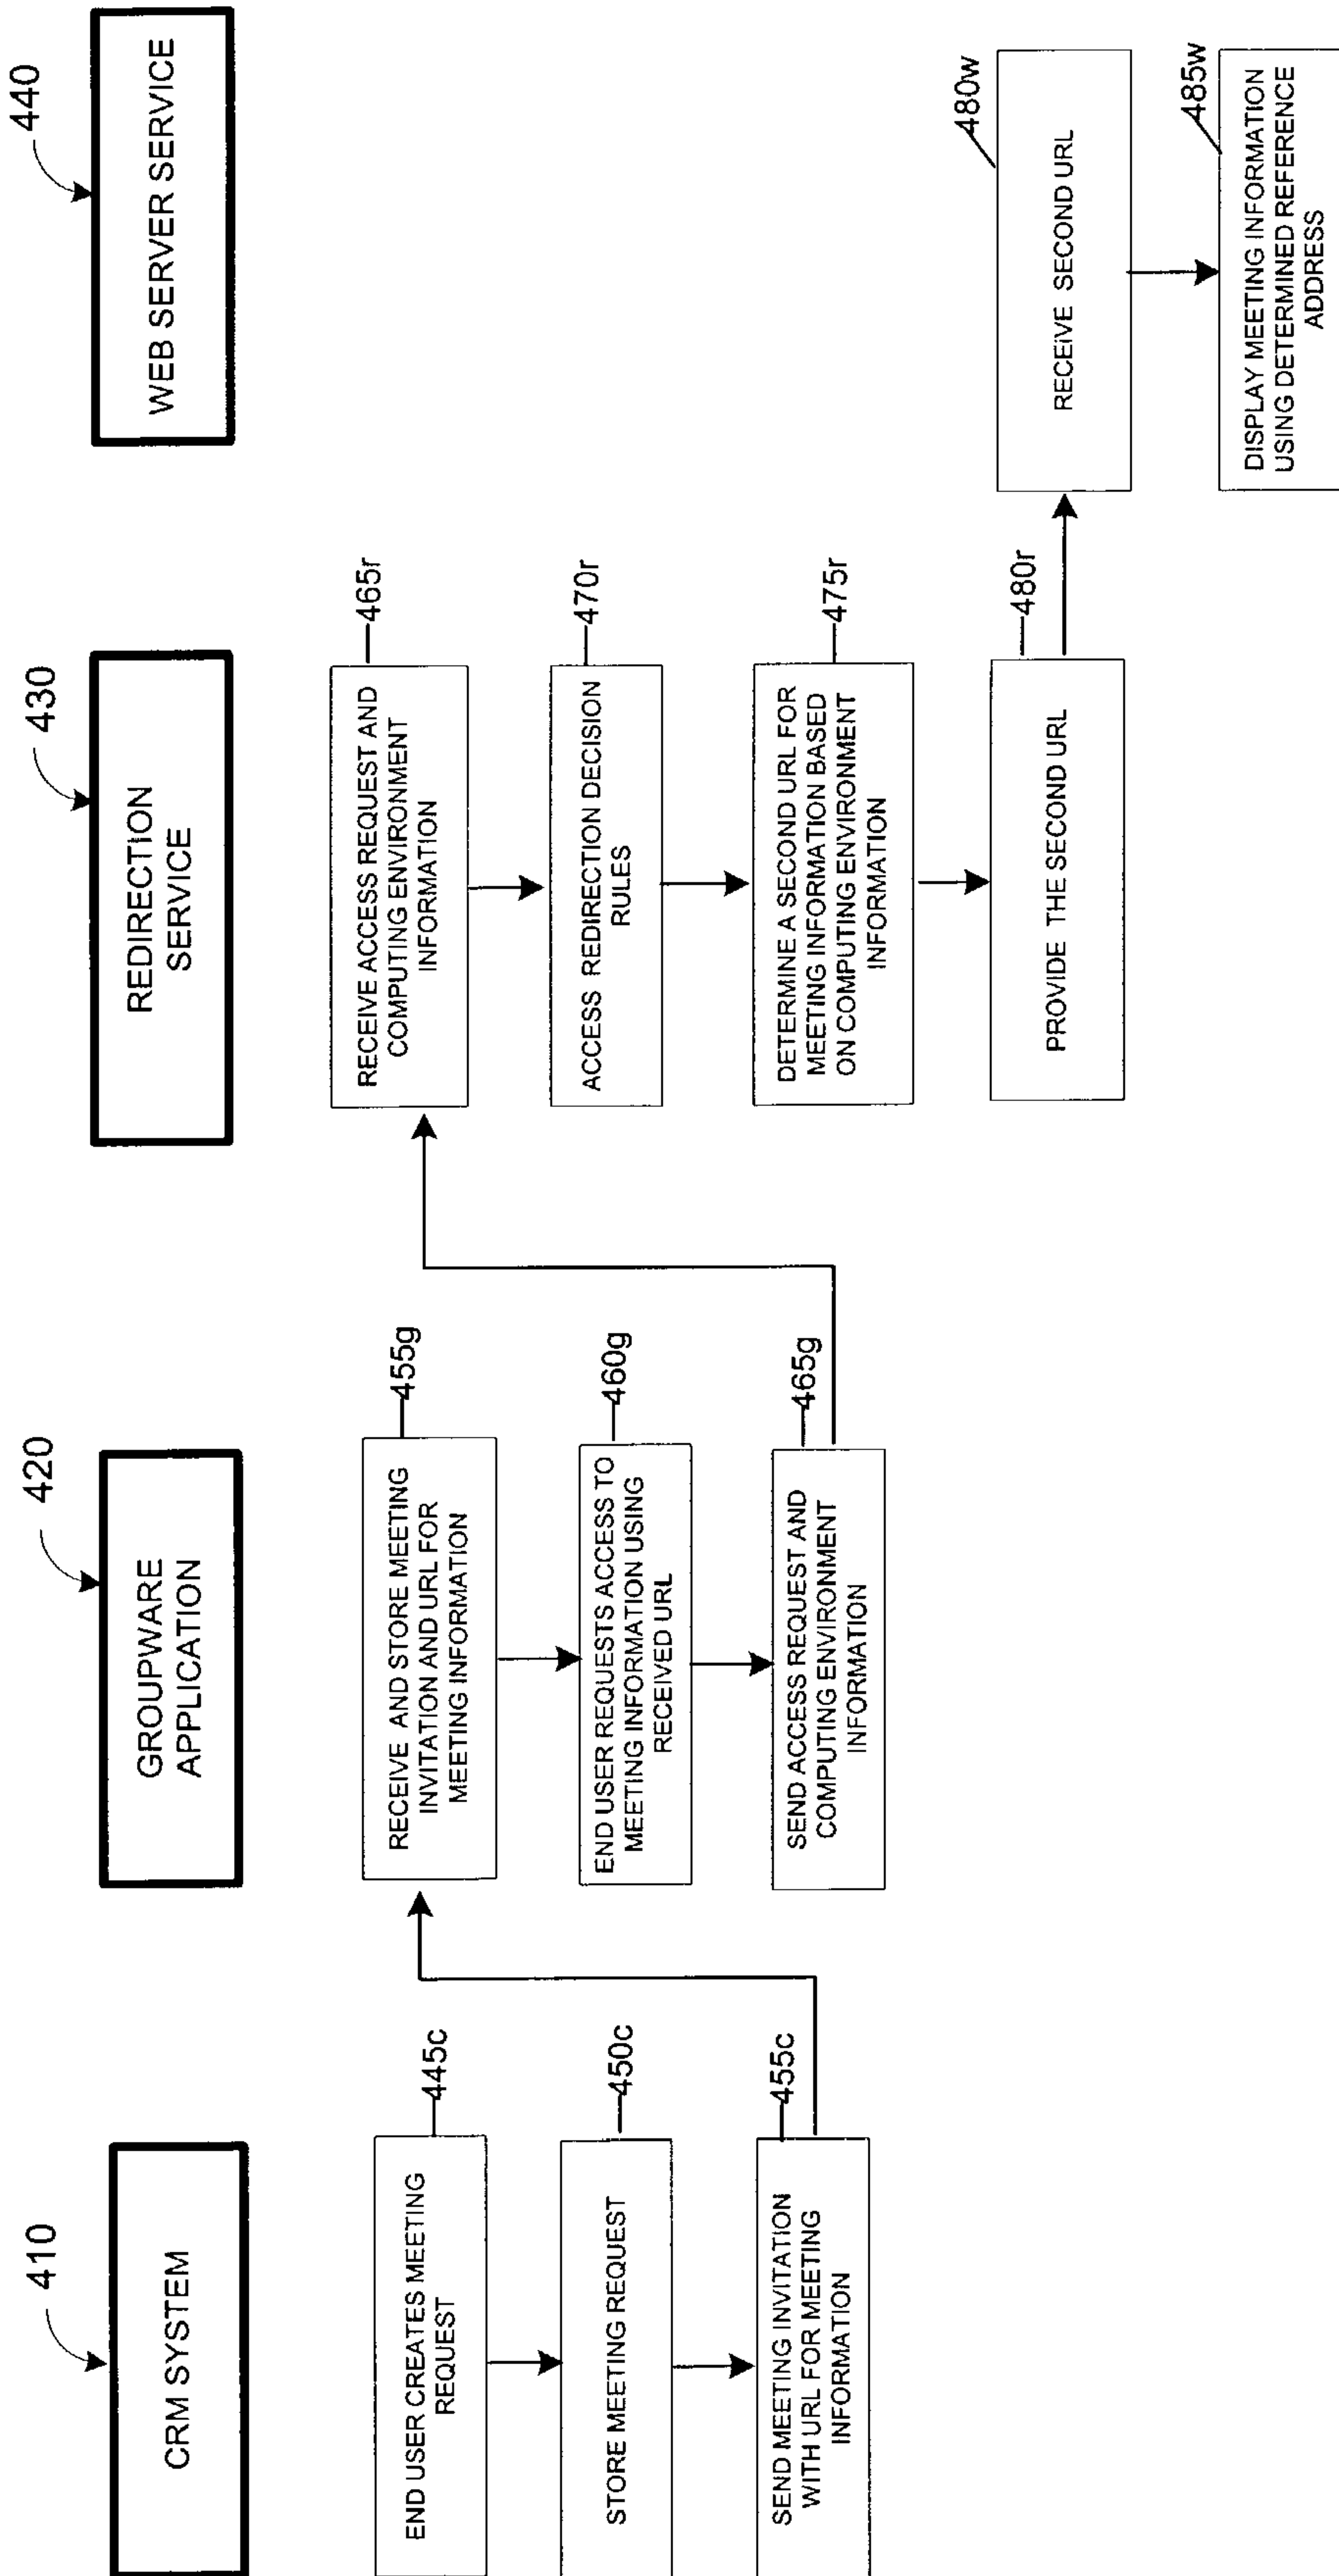 410
CRM SYSTEM
END USER CREATES MEETING
REQUEST
445c
STORE MEETING REQUEST
450c
SEND MEETING INVITATION
WITH URL FOR MEETING
INFORMATION
455c
420
GROUPWARE
APPLICATION
RECEIVE AND STORE MEETING
INVITATION AND URL FOR
MEETING INFORMATION
455g
END USER REQUESTS ACCESS TO
MEETING INFORMATION USING
RECEIVED URL
460g
SEND ACCESS REQUEST AND
COMPUTING ENVIRONMENT
INFORMATION
465g
430
REDIRECTION
SERVICE
RECEIVE ACCESS REQUEST AND
COMPUTING ENVIRONMENT
INFORMATION
465r
ACCESS REDIRECTION DECISION
RULES
470r
DETERMINE A SECOND URL FOR
MEETING INFORMATION BASED
ON COMPUTING ENVIRONMENT
INFORMATION
475r
PROVIDE THE SECOND URL
480r
440
WEB SERVER SERVICE
RECEIVE SECOND URL
480w
DISPLAY MEETING INFORMATION
USING DETERMINED REFERENCE
ADDRESS
485w